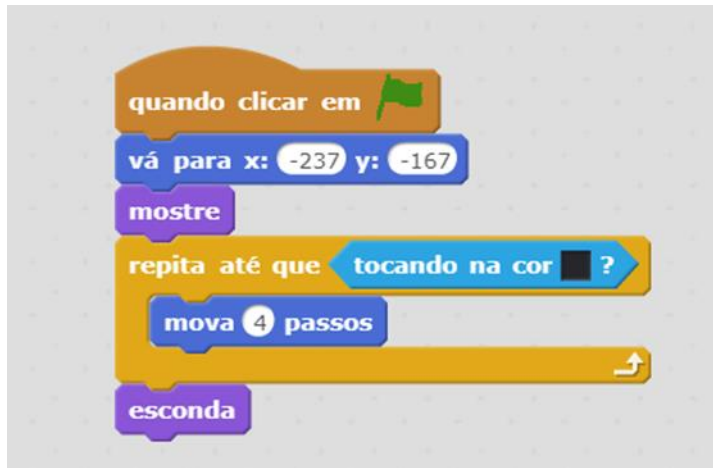 quando clicar em
vá para x: -237 y: -167
mostre
repita até que tocando na cor ?
mova 4 passos
esconda